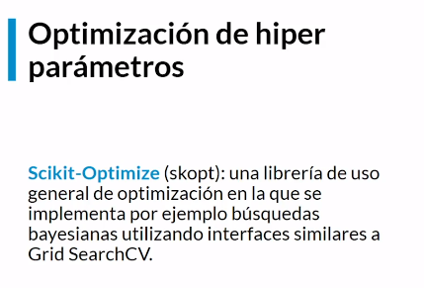 Optimización de hiper
parámetros
Scikit-Optimize (skopt): una librería de uso
general de optimización en la que se
implementa por ejemplo búsquedas
bayesianas utilizando interfaces similares a
Grid SearchCV.